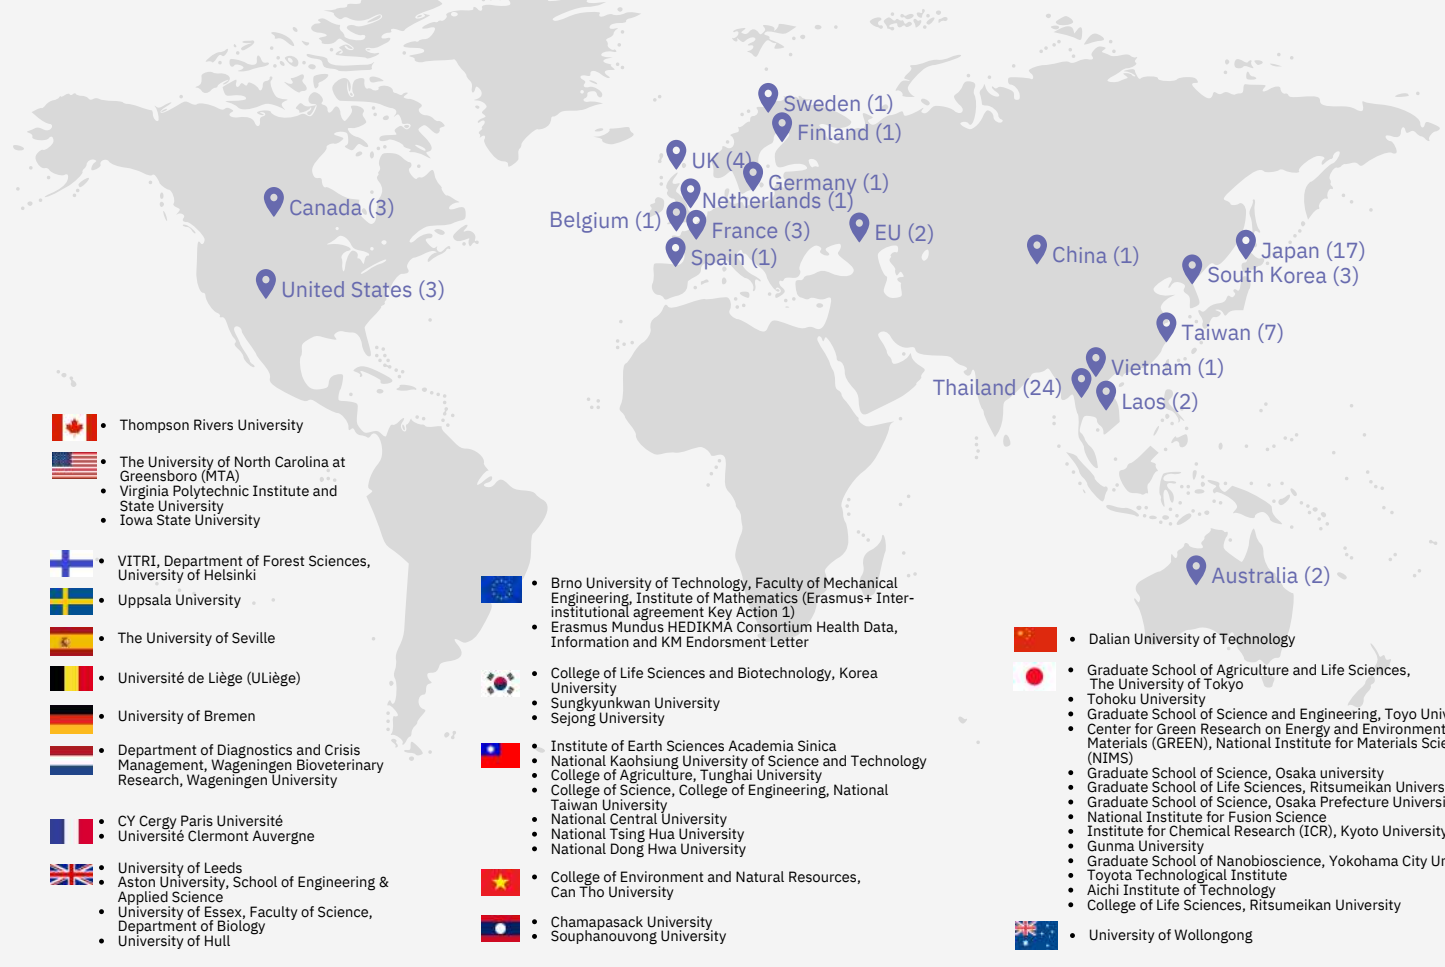 Sweden (1)
Finland (1)
UK (4)
Germany (1)
Netherlands (1)
Canada (3)
Belgium (1)
France (3)
EU (2)
Spain (1)
China (1)
Japan (17)
South Korea (3)
United States (3)
Taiwan (7)
Vietnam (1)
Thailand (24)
Laos (2)
Australia (2)
• Thompson Rivers University
• The University of North Carolina at
Greensboro (MTA)
• Virginia Polytechnic Institute and
State University
• Iowa State University
• VITRI, Department of Forest Sciences,
University of Helsinki
• Uppsala University
• The University of Seville
• Université de Liège (ULiège)
• University of Bremen
• Department of Diagnostics and Crisis
Management, Wageningen Bioveterinary
Research, Wageningen University
• CY Cergy Paris Université
• Université Clermont Auvergne
• University of Leeds
• Aston University, School of Engineering &
Applied Science
• University of Essex, Faculty of Science,
Department of Biology
• University of Hull
• Brno University of Technology, Faculty of Mechanical
Engineering, Institute of Mathematics (Erasmus+ Inter-
institutional agreement Key Action 1)
• Erasmus Mundus HEDIKMA Consortium Health Data,
Information and KM Endorsment Letter
• College of Life Sciences and Biotechnology, Korea
University
• Sungkyunkwan University
• Sejong University
• Institute of Earth Sciences Academia Sinica
• National Kaohsiung University of Science and Technology
• College of Agriculture, Tunghai University
• College of Science, College of Engineering, National
Taiwan University
• National Central University
• National Tsing Hua University
• National Dong Hwa University
• College of Environment and Natural Resources,
Can Tho University
• Chamapasack University
• Souphanouvong University
• Dalian University of Technology
• Graduate School of Agriculture and Life Sciences,
The University of Tokyo
• Tohoku University
• Graduate School of Science and Engineering, Toyo
• Center for Green Research on Energy and Environment
Materials (GREEN), National Institute for Materials
(NIMS)
• Graduate School of Science, Osaka university
• Graduate School of Life Sciences, Ritsumeikan
• Graduate School of Science, Osaka Prefecture
• National Institute for Fusion Science
• Institute for Chemical Research (ICR), Kyoto University
• Gunma University
• Graduate School of Nanobioscience, Yokohama City
• Toyota Technological Institute
• Aichi Institute of Technology
• College of Life Sciences, Ritsumeikan University
• University of Wollongong